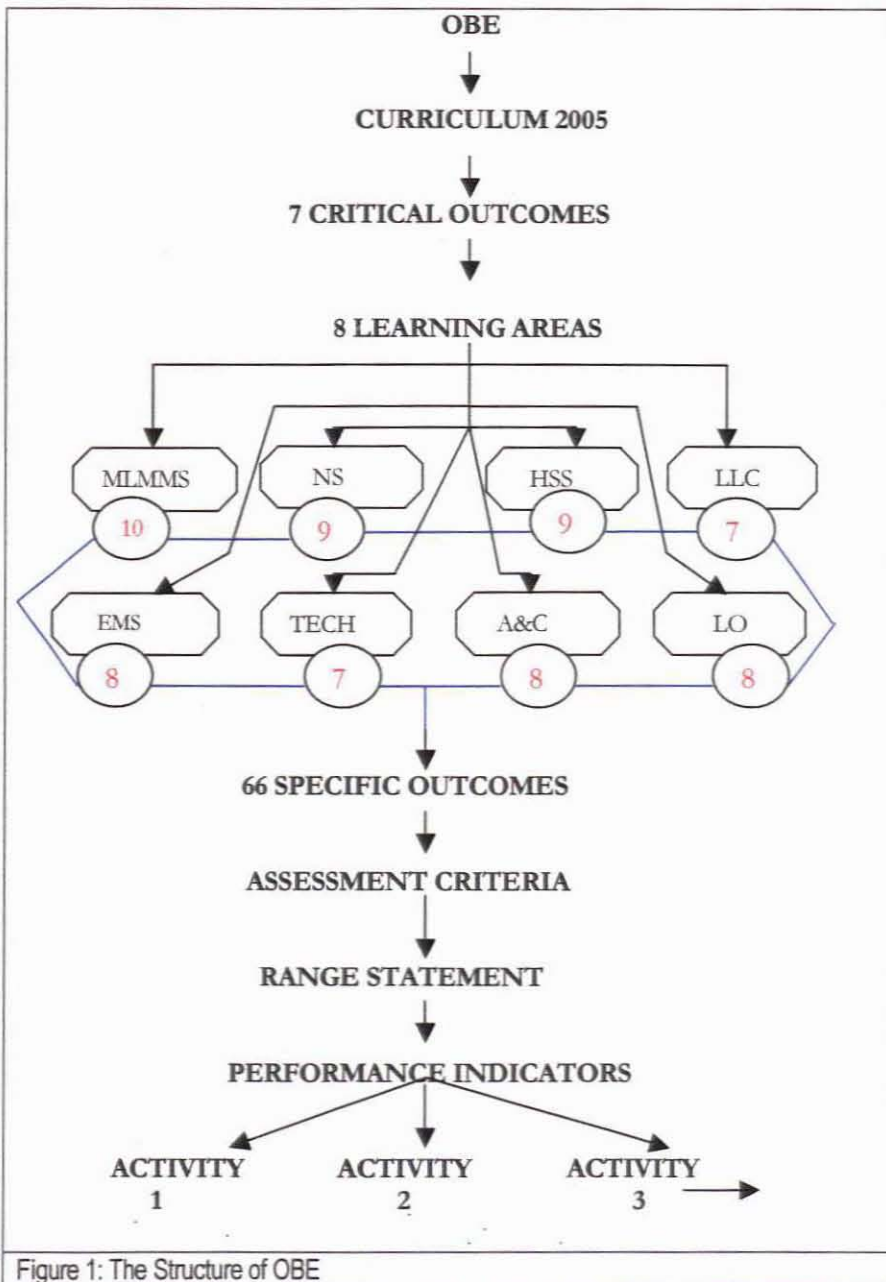 OBE
CURRICULUM 2005
7 CRITICAL OUTCOMES
8 LEARNING AREAS
MLMMS NS HSS LLC
10 9 9 7
EMS TECH A&C LO
8 7 8 8
66 SPECIFIC OUTCOMES
ASSESSMENT CRITERIA
RANGE STATEMENT
PERFORMANCE INDICATORS
ACTIVITY ACTIVITY ACTIVITY
1 2 3
Figure 1: The Structure of OBE